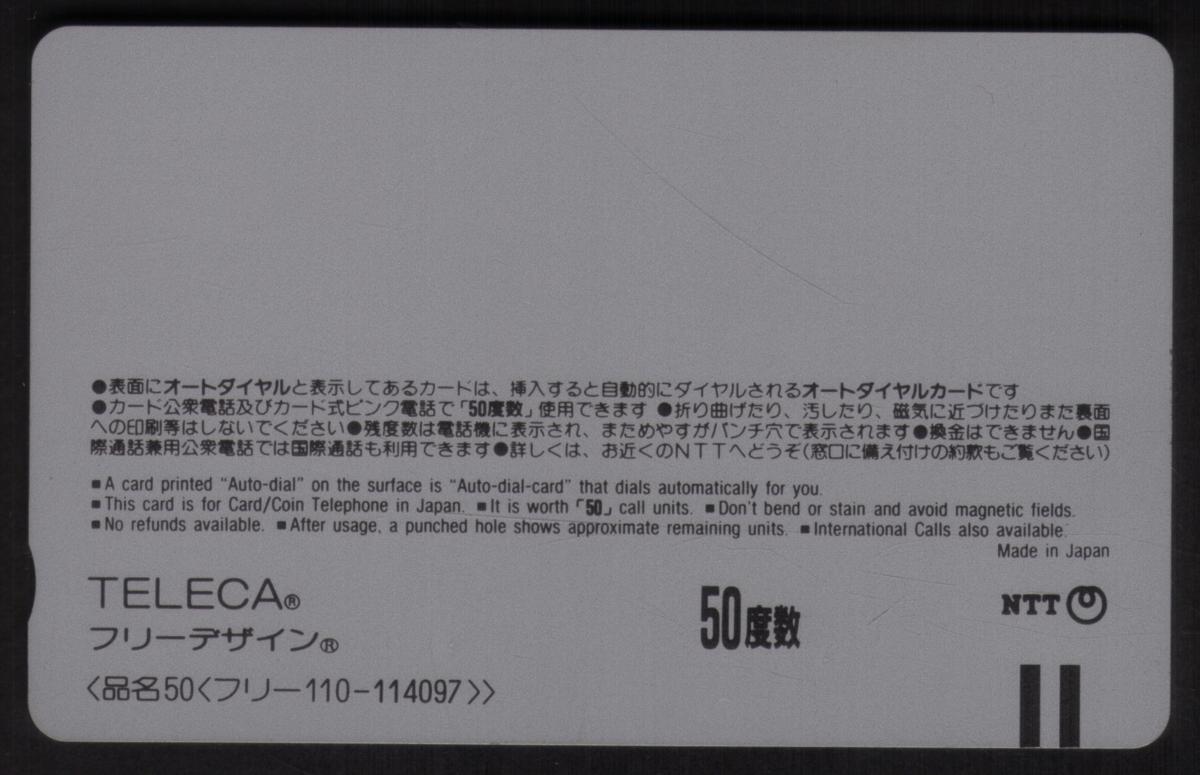 ●表面にオートダイヤルと表示してあるカードは、挿入すると自動的にダイヤルされるオートダイヤルカードです
●カード公衆電話及びカード式ピンク電話で「50度数」使用できます ●折り曲げたり、汚したり、磁気に近づけたりまた裏面
への印刷等はしないでください●残度数は電話機に表示され、まためやすがパンチ穴で表示されます●換金はできません●国
際通話兼用公衆電話では国際通話も利用できます●詳しくは、お近くのNTTへどうぞ(窓口に備え付けの約款もご覧ください)
■A card printed “Auto-dial” on the surface is “Auto-dial-card” that dials automatically for you.
■This card is for Card/Coin Telephone in Japan. ■It is worth「50」call units. ■Don't bend or stain and avoid magnetic fields.
■No refunds available. ■After usage, a punched hole shows approximate remaining units. ■International Calls also available.
Made in Japan
TELECA®
フリーデザイン®
50度数
NTT
〈品名50〈フリー110-114097〉〉